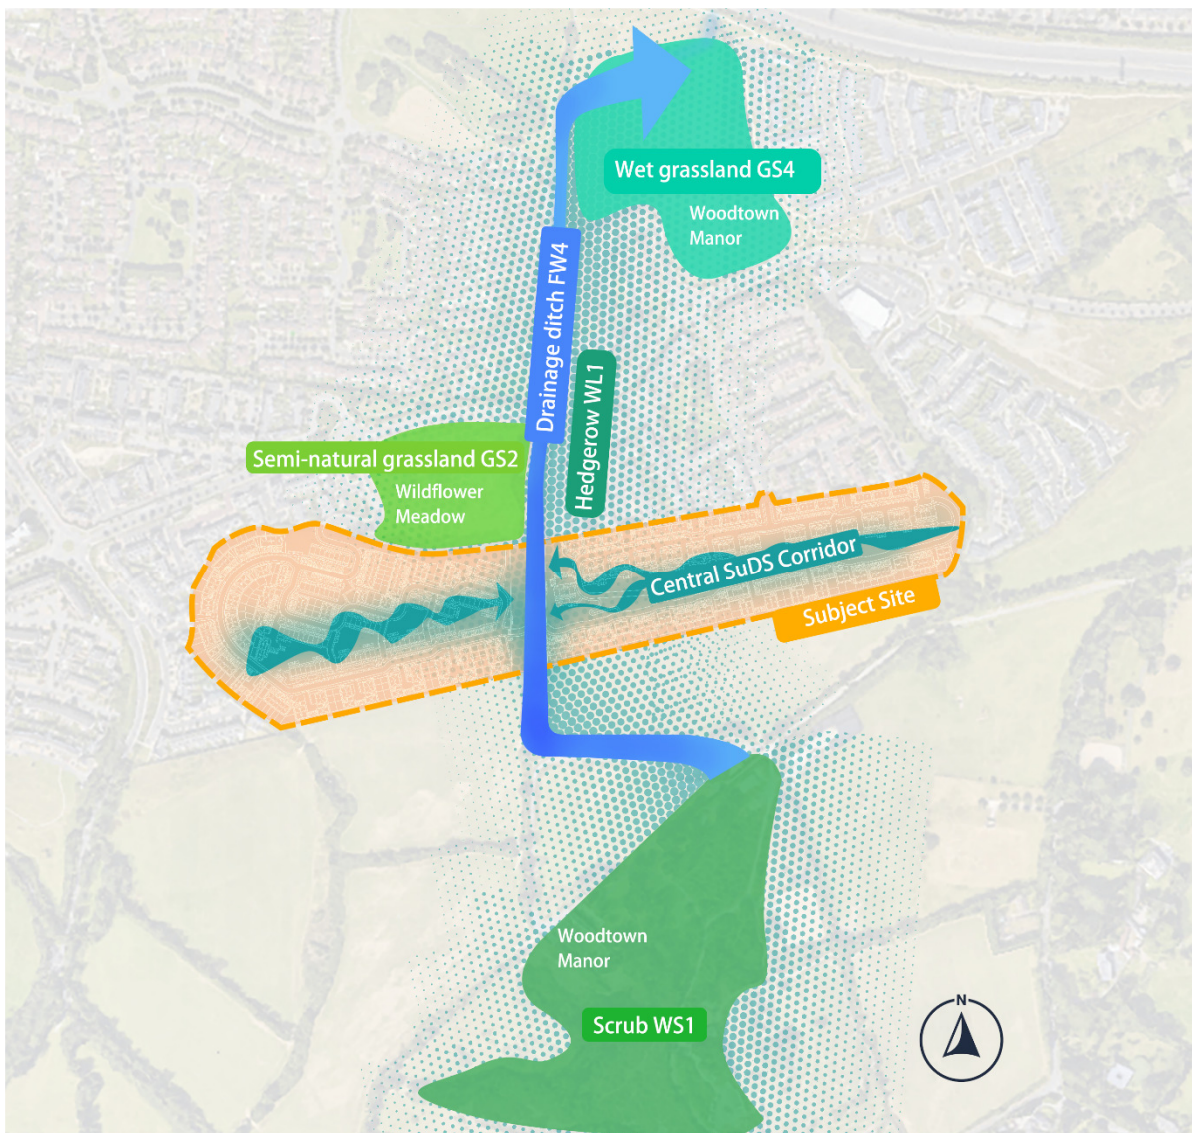 Wet grassland GS4
Woodtown
Manor
Drainage ditch FW4
Hedgerow WL1
Semi-natural grassland GS2
Wildflower
Meadow
Central SuDS Corridor
Subject Site
Woodtown
Manor
Scrub WS1
N